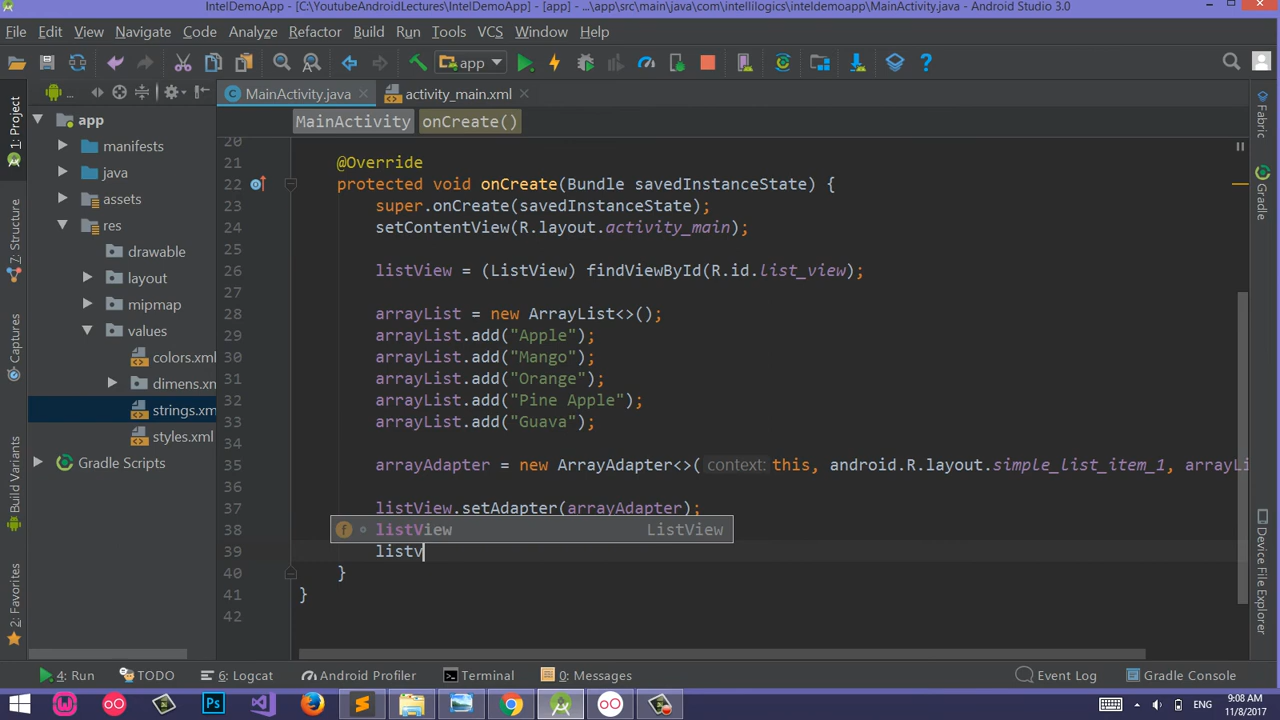 IntelDemoApp - [C:\YoutubeAndroidLectures\IntelDemoApp] - [app] - ...\app\src\main\java\com\intellilogics\inteldemoapp\MainActivity.java - Android Studio 3.0
File Edit View Navigate Code Analyze Refactor Build Run Tools VCS Window Help
app
... MainActivity.java activity_main.xml
MainActivity onCreate()
1: Project
7: Structure
Captures
Build Variants
2: Favorites
app
manifests
java
assets
res
drawable
layout
mipmap
values
colors.xml
dimens.xm
strings.xm
styles.xml
Gradle Scripts
20
21 @Override
22 protected void onCreate(Bundle savedInstanceState) {
23 super.onCreate(savedInstanceState);
24 setContentView(R.layout.activity_main);
25
26 listView = (ListView) findViewById(R.id.list_view);
27
28 arrayList = new ArrayList<>();
29 arrayList.add("Apple");
30 arrayList.add("Mango");
31 arrayList.add("Orange");
32 arrayList.add("Pine Apple");
33 arrayList.add("Guava");
34
35 arrayAdapter = new ArrayAdapter<>( context: this, android.R.layout.simple_list_item_1, arrayLi
36
37 listView.setAdapter(arrayAdapter);
38 f listView ListView
39 listv
40 }
41 }
42
Fabric
Gradle
Device File Explorer
4: Run TODO 6: Logcat Android Profiler Terminal 0: Messages Event Log Gradle Console
Ps ENG 9:08 AM
11/8/2017